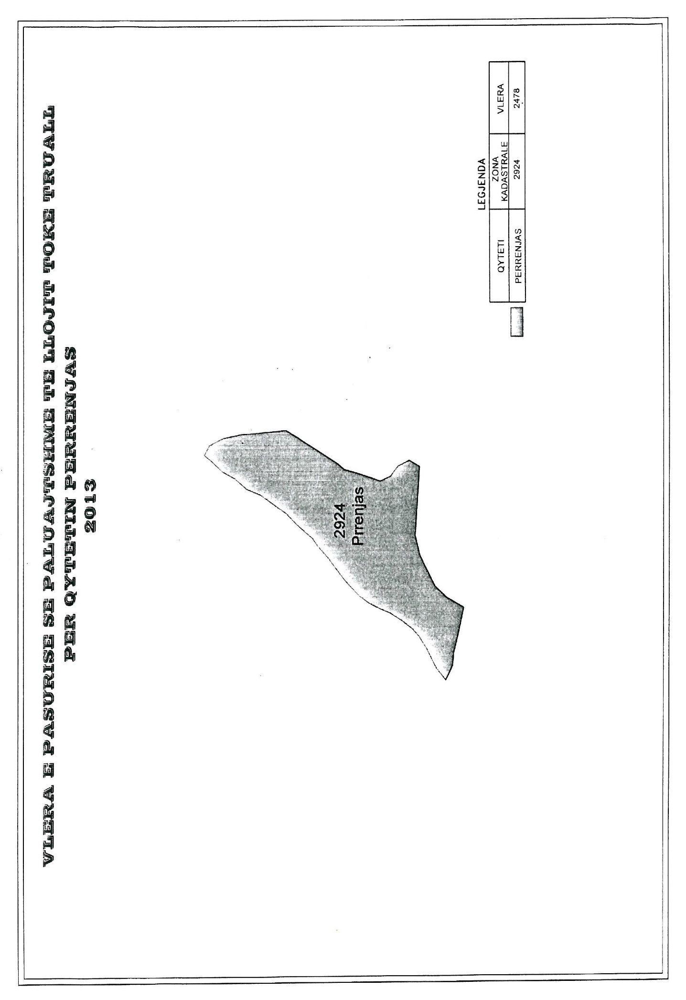 VLERA E PASURISE SE PALUAJTSHME TE LLOJIT TOKE TRUALL
PER QYTETIN PERRENJAS
2013
2924
Prrenjas
LEGJENDA
QYTETI ZONA KADASTRALE VLERA
PERRENJAS 2924 2478